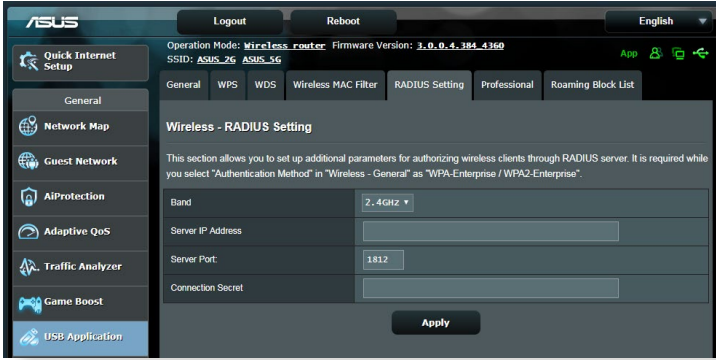 ASUS
Logout
Reboot
English
Quick Internet
Setup
Operation Mode: Wireless router Firmware Version: 3.0.0.4.384_4360
SSID: ASUS_2G ASUS_5G
App
General
WPS
WDS
Wireless MAC Filter
RADIUS Setting
Professional
Roaming Block List
General
Network Map
Guest Network
AiProtection
Adaptive QoS
Traffic Analyzer
Game Boost
USB Application
Wireless - RADIUS Setting
This section allows you to set up additional parameters for authorizing wireless clients through RADIUS server. It is required while
you select "Authentication Method" in "Wireless - General" as "WPA-Enterprise / WPA2-Enterprise".
Band
2.4GHz
Server IP Address
Server Port:
1812
Connection Secret
Apply